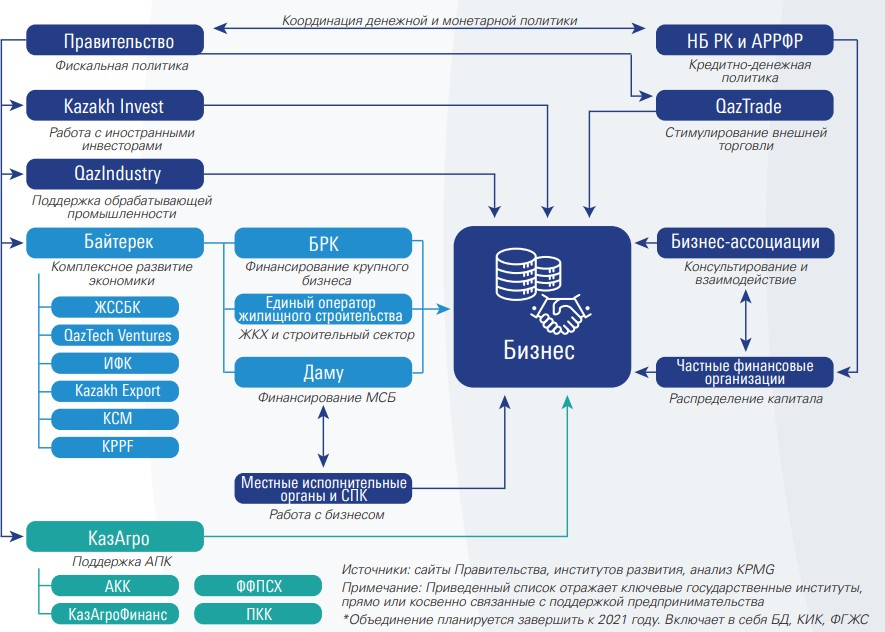 Координация денежной и монетарной политики
Правительство
Фискальная политика
НБ РК и АРРФР
Кредитно-денежная
политика
Kazakh Invest
Работа с иностранными
инвесторами
QazTrade
Стимулирование внешней
торговли
QazIndustry
Поддержка обрабатывающей
промышленности
Байтерек
Комплексное развитие
экономики
ЖССБК
QazTech Ventures
ИФК
Kazakh Export
КСМ
KPPF
БРК
Финансирование крупного
бизнеса
Единый оператор
жилищного строительства
ЖКХ и строительный сектор
Даму
Финансирование МСБ
Местные исполнительные
органы и СПК
Работа с бизнесом
Бизнес
Бизнес-ассоциации
Консультирование и
взаимодействие
Частные финансовые
организации
Распределение капитала
КазАгро
Поддержка АПК
АКК
ФФПСХ
КазАгроФинанс
ПКК
Источники: сайты Правительства, институтов развития, анализ KPMG
Примечание: Приведенный список отражает ключевые государственные институты,
прямо или косвенно связанные с поддержкой предпринимательства
*Объединение планируется завершить к 2021 году. Включает в себя БД, КИК, ФГЖС